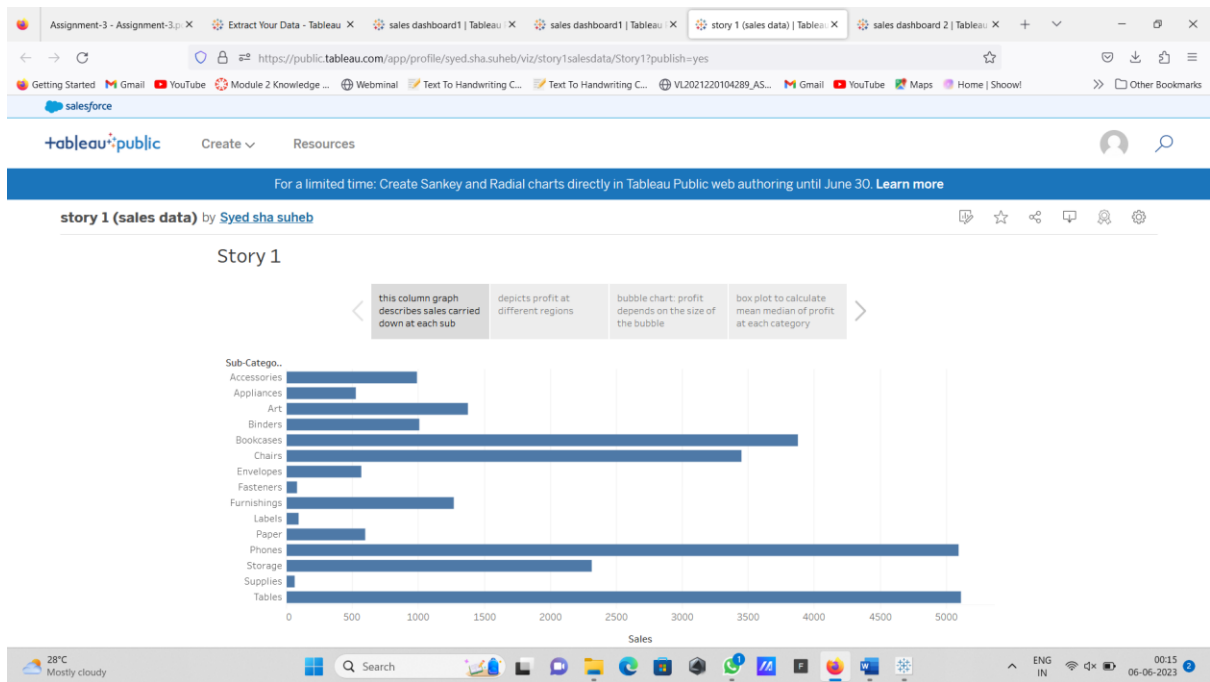 Assignment-3 - Assignment-3.p
Extract Your Data - Tableau
sales dashboard1 | Tableau
sales dashboard1 | Tableau
story 1 (sales data) | Tableau
sales dashboard 2 | Tableau
https://public.tableau.com/app/profile/syed.sha.suheb/viz/story1salesdata/Story1?publish=yes
Getting Started M Gmail YouTube Module 2 Knowledge ... Webminal Text To Handwriting C... Text To Handwriting C... VL2021220104289_AS... M Gmail YouTube Maps Home | Shoow! Other Bookmarks
salesforce
+ableau public Create Resources
For a limited time: Create Sankey and Radial charts directly in Tableau Public web authoring until June 30. Learn more
story 1 (sales data) by Syed sha suheb
Story 1
this column graph
describes sales carried
down at each sub
depicts profit at
different regions
bubble chart: profit
depends on the size of
the bubble
box plot to calculate
mean median of profit
at each category
Sub-Catego..
Accessories
Appliances
Art
Binders
Bookcases
Chairs
Envelopes
Fasteners
Furnishings
Labels
Paper
Phones
Storage
Supplies
Tables
0 500 1000 1500 2000 2500 3000 3500 4000 4500 5000
Sales
28°C
Mostly cloudy
Search
ENG
IN
00:15
06-06-2023
2